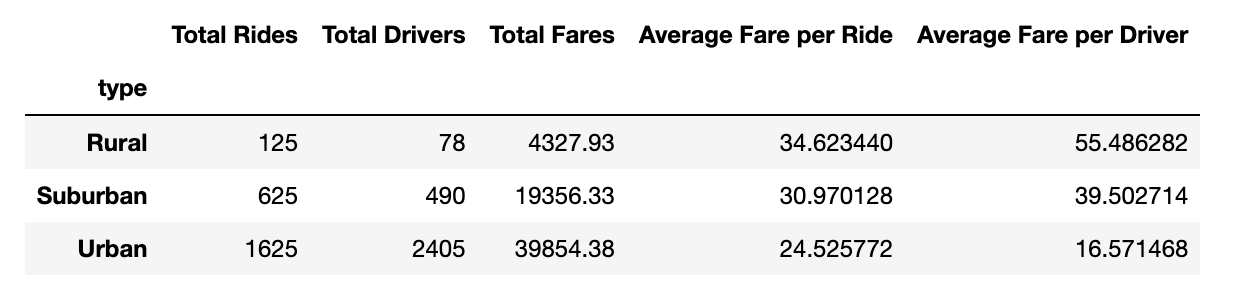 Total Rides Total Drivers Total Fares Average Fare per Ride Average Fare per Driver
type
Rural 125 78 4327.93 34.623440 55.486282
Suburban 625 490 19356.33 30.970128 39.502714
Urban 1625 2405 39854.38 24.525772 16.571468